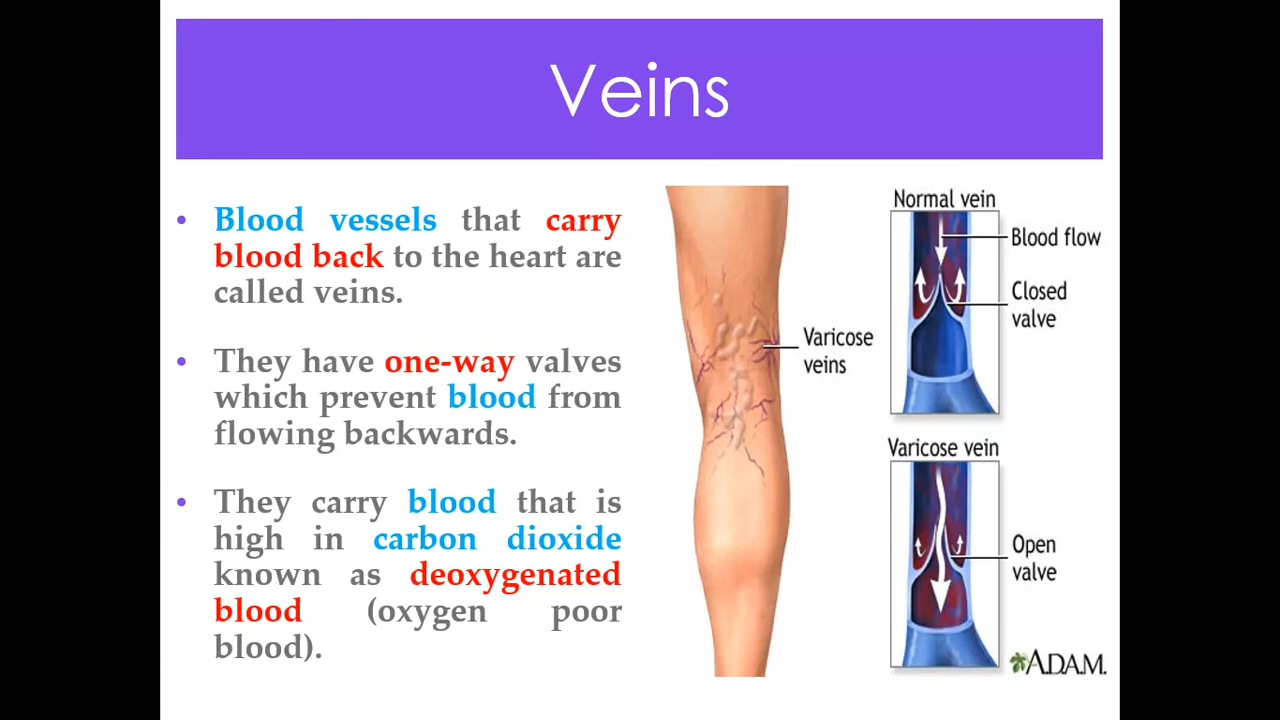 Veins
• Blood vessels that carry
blood back to the heart are
called veins.
• They have one-way valves
which prevent blood from
flowing backwards.
• They carry blood that is
high in carbon dioxide
known as deoxygenated
blood (oxygen poor
blood).
Varicose
veins
Normal vein
Blood flow
Closed
valve
Varicose vein
Open
valve
A.D.A.M.